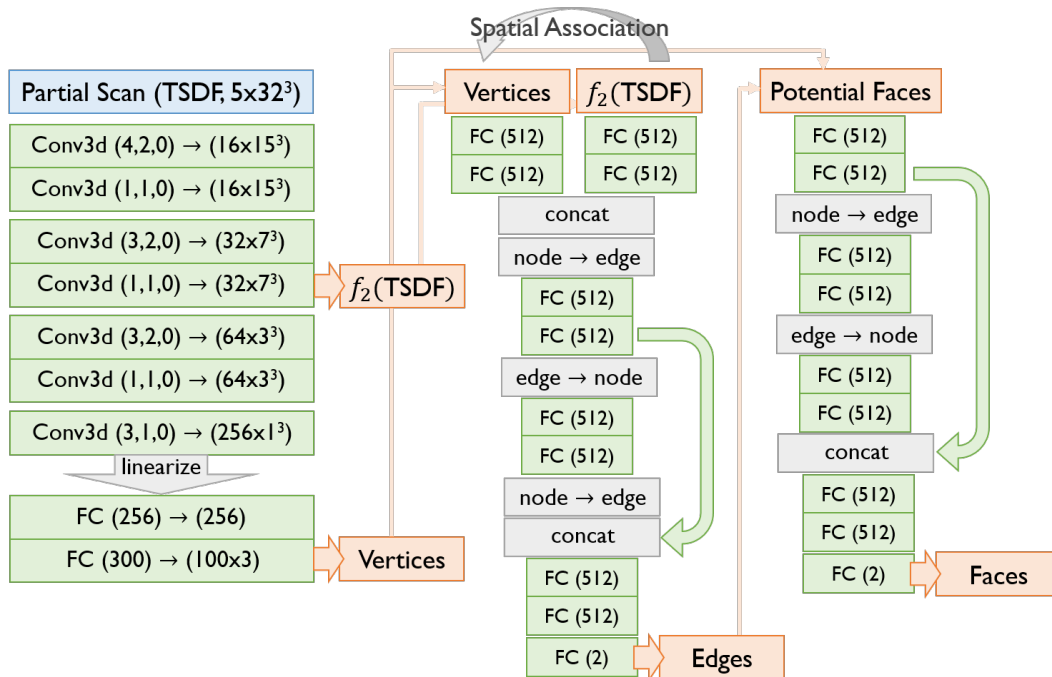 Spatial Association
Partial Scan (TSDF, 5x32³)
Conv3d (4,2,0) → (16x15³)
Conv3d (1,1,0) → (16x15³)
Conv3d (3,2,0) → (32x7³)
Conv3d (1,1,0) → (32x7³)
f₂(TSDF)
Conv3d (3,2,0) → (64x3³)
Conv3d (1,1,0) → (64x3³)
Conv3d (3,1,0) → (256x1³)
linearize
FC (256) → (256)
FC (300) → (100x3)
Vertices
Vertices
f₂(TSDF)
FC (512)
FC (512)
FC (512)
FC (512)
concat
node → edge
FC (512)
FC (512)
edge → node
FC (512)
FC (512)
node → edge
concat
FC (512)
FC (512)
FC (2)
Edges
Potential Faces
FC (512)
FC (512)
node → edge
FC (512)
FC (512)
edge → node
FC (512)
FC (512)
concat
FC (512)
FC (512)
FC (2)
Faces